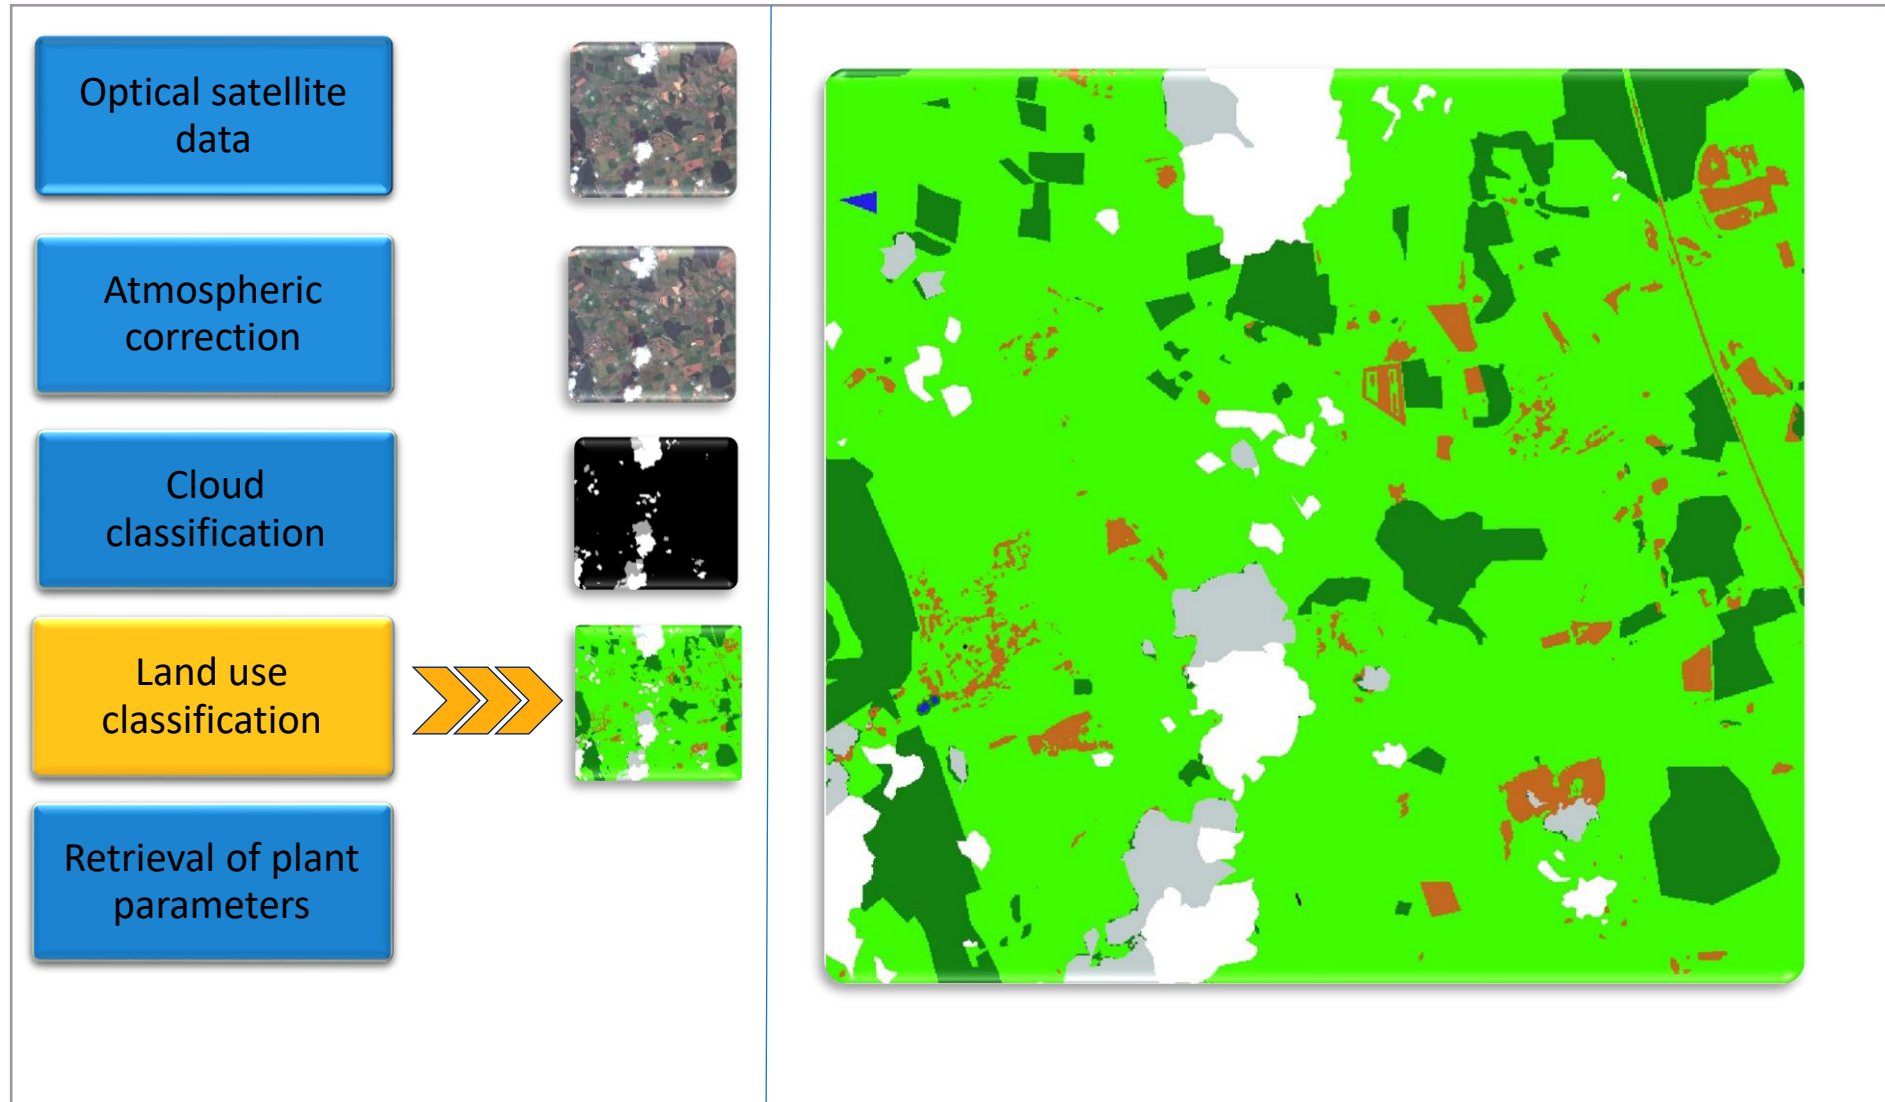 Optical satellite
data
Atmospheric
correction
Cloud
classification
Land use
classification
Retrieval of plant
parameters